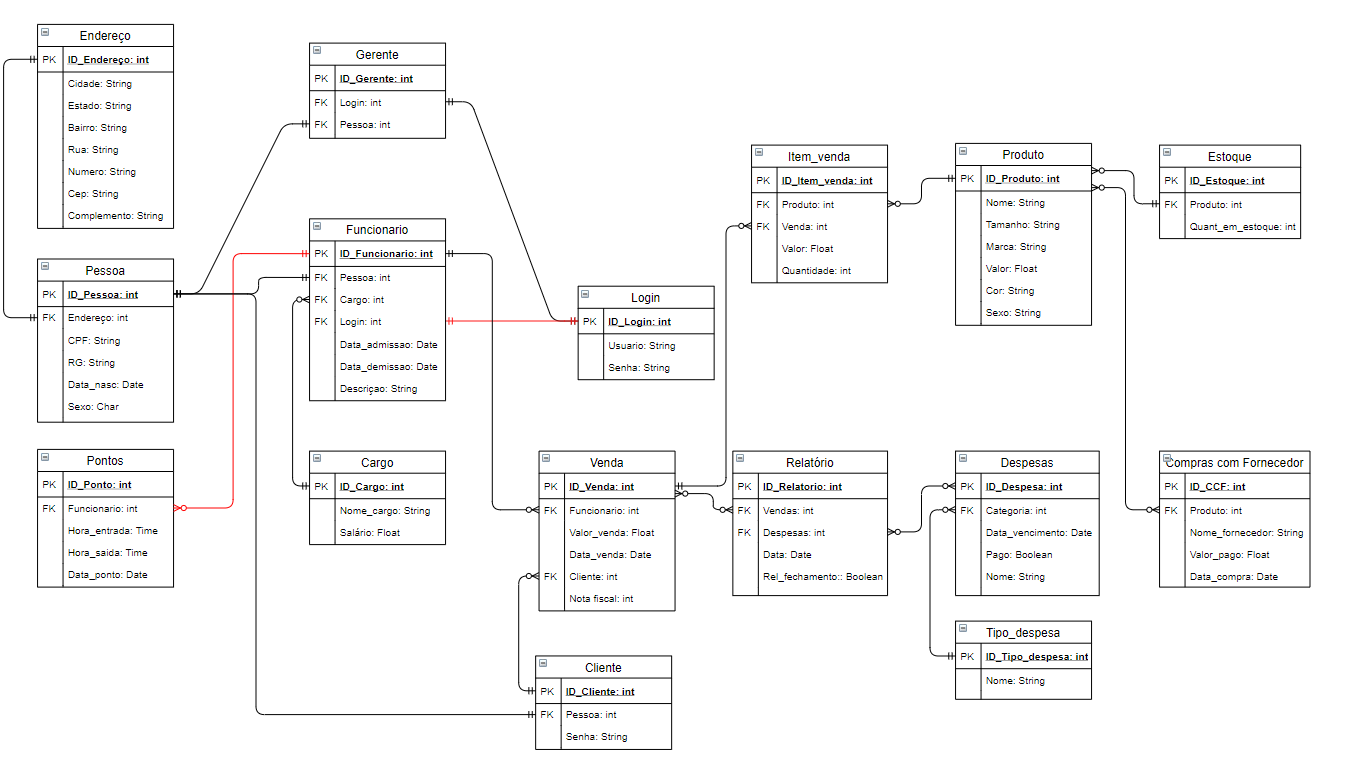 Endereço
PK ID_Endereço: int
Cidade: String
Estado: String
Bairro: String
Rua: String
Numero: String
Cep: String
Complemento: String
Pessoa
PK ID_Pessoa: int
FK Endereço: int
CPF: String
RG: String
Data_nasc: Date
Sexo: Char
Pontos
PK ID_Ponto: int
FK Funcionario: int
Hora_entrada: Time
Hora_saida: Time
Data_ponto: Date
Gerente
PK ID_Gerente: int
FK Login: int
FK Pessoa: int
Funcionario
PK ID_Funcionario: int
FK Pessoa: int
FK Cargo: int
FK Login: int
Data_admissao: Date
Data_demissao: Date
Descriçao: String
Cargo
PK ID_Cargo: int
Nome_cargo: String
Salário: Float
Login
PK ID_Login: int
Usuario: String
Senha: String
Venda
PK ID_Venda: int
FK Funcionario: int
Valor_venda: Float
Data_venda: Date
FK Cliente: int
Nota fiscal: int
Cliente
PK ID_Cliente: int
FK Pessoa: int
Senha: String
Item_venda
PK ID_Item_venda: int
FK Produto: int
FK Venda: int
Valor: Float
Quantidade: int
Relatório
PK ID_Relatorio: int
FK Vendas: int
FK Despesas: int
Data: Date
Rel_fechamento:: Boolean
Produto
PK ID_Produto: int
Nome: String
Tamanho: String
Marca: String
Valor: Float
Cor: String
Sexo: String
Despesas
PK ID_Despesa: int
FK Categoria: int
Data_vencimento: Date
Pago: Boolean
Nome: String
Tipo_despesa
PK ID_Tipo_despesa: int
Nome: String
Estoque
PK ID_Estoque: int
FK Produto: int
Quant_em_estoque: int
Compras com Fornecedor
PK ID_CCF: int
FK Produto: int
Nome_fornecedor: String
Valor_pago: Float
Data_compra: Date